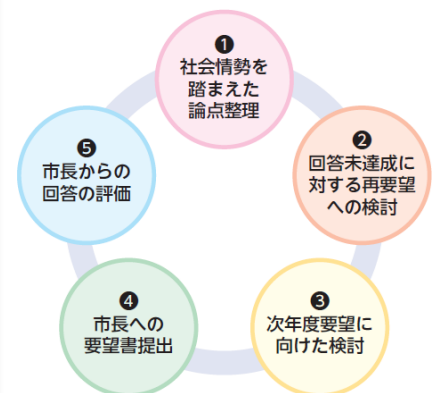 ❶
社会情勢を
踏まえた
論点整理
❷
回答未達成に
対する再要望
への検討
❸
次年度要望に
向けた検討
❹
市長への
要望書提出
❺
市長からの
回答の評価